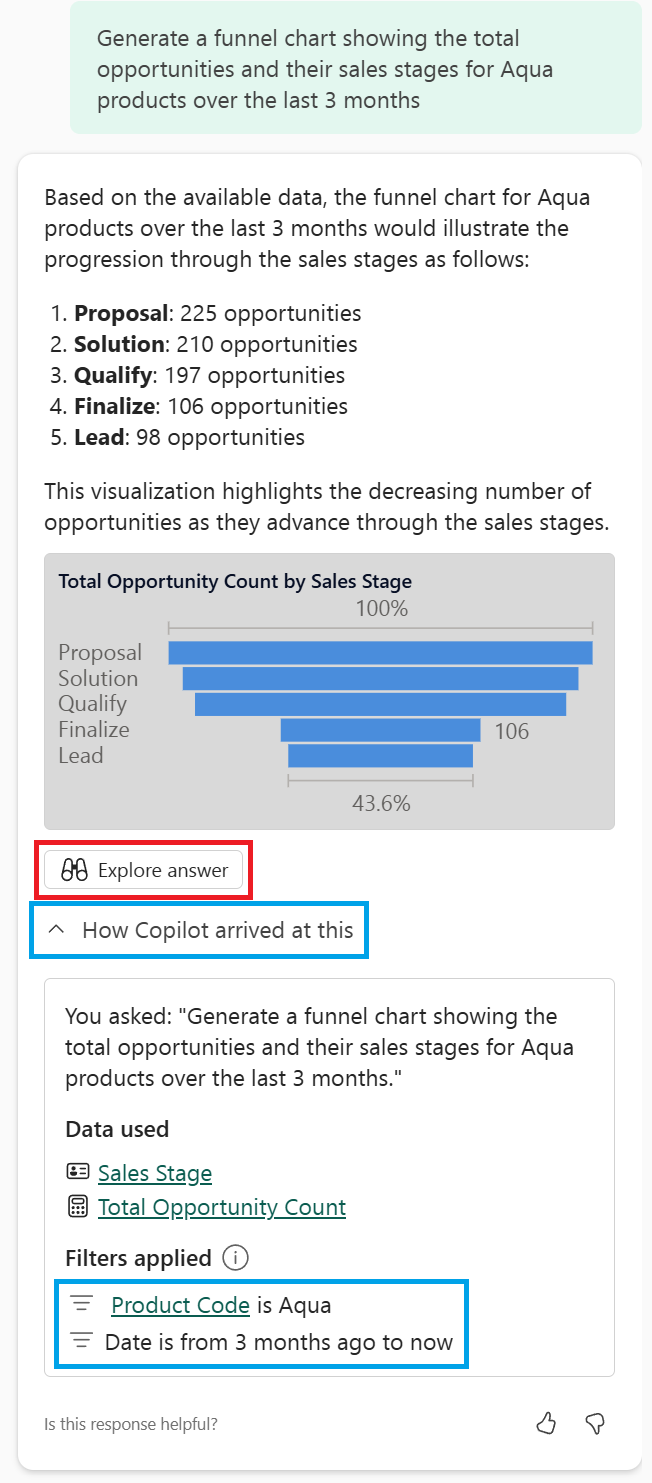 Generate a funnel chart showing the total
opportunities and their sales stages for Aqua
products over the last 3 months
Based on the available data, the funnel chart for Aqua
products over the last 3 months would illustrate the
progression through the sales stages as follows:
1. Proposal: 225 opportunities
2. Solution: 210 opportunities
3. Qualify: 197 opportunities
4. Finalize: 106 opportunities
5. Lead: 98 opportunities
This visualization highlights the decreasing number of
opportunities as they advance through the sales stages.
Total Opportunity Count by Sales Stage
100%
Proposal
Solution
Qualify
Finalize 106
Lead
43.6%
Explore answer
How Copilot arrived at this
You asked: "Generate a funnel chart showing the
total opportunities and their sales stages for Aqua
products over the last 3 months."
Data used
Sales Stage
Total Opportunity Count
Filters applied
Product Code is Aqua
Date is from 3 months ago to now
Is this response helpful?